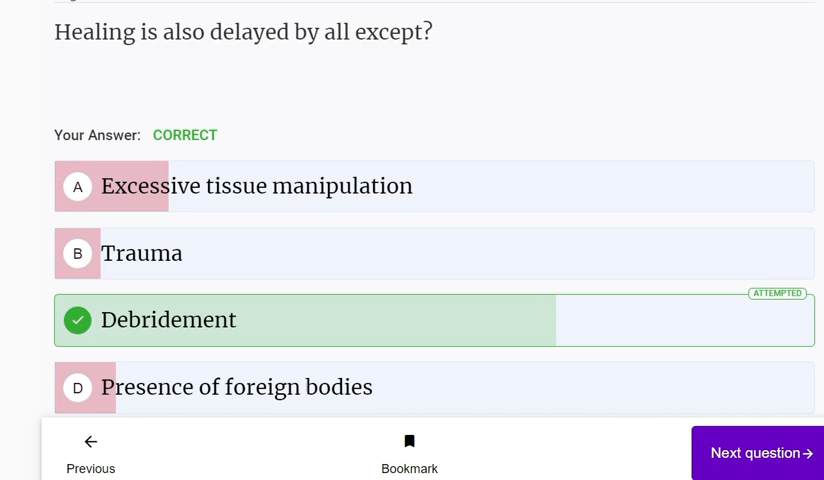 Healing is also delayed by all except?
Your Answer: CORRECT
A Excessive tissue manipulation
B Trauma
ATTEMPTED
Debridement
D Presence of foreign bodies
Previous
Bookmark
Next question→